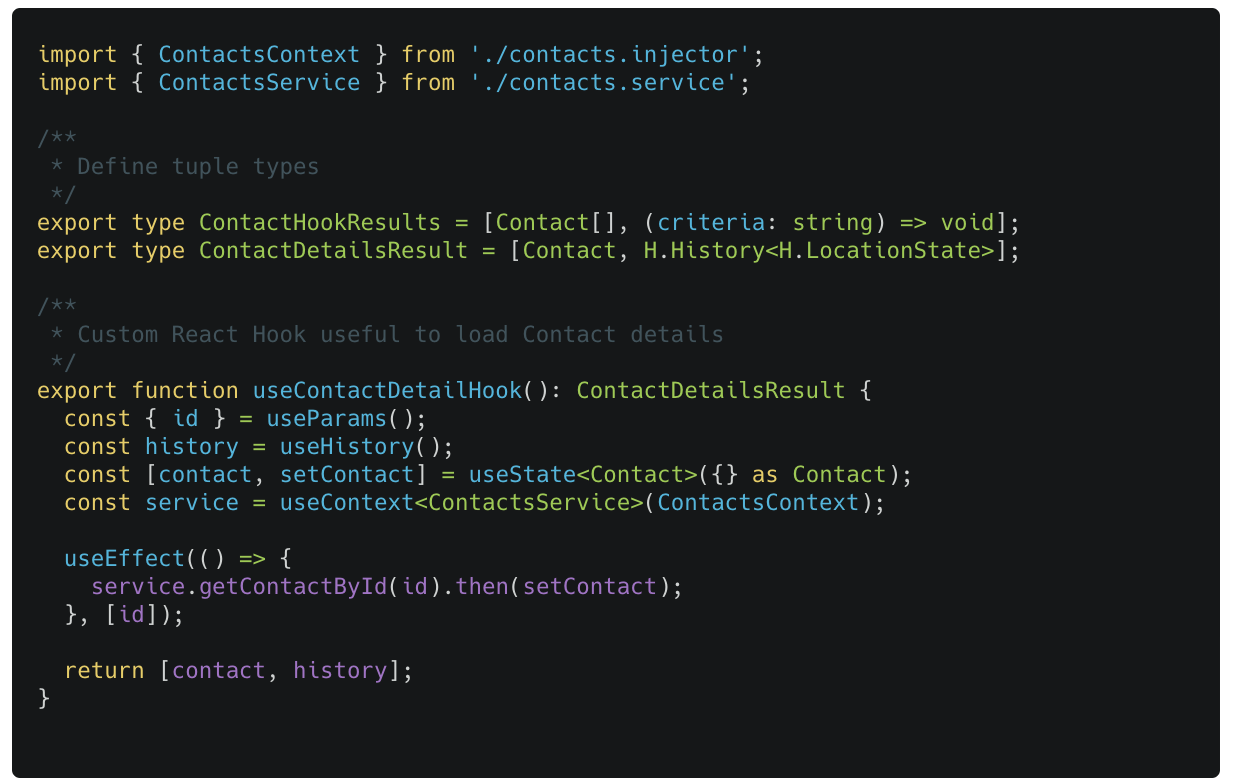 import { ContactsContext } from './contacts.injector';
import { ContactsService } from './contacts.service';

/**
 * Define tuple types
 */
export type ContactHookResults = [Contact[], (criteria: string) => void];
export type ContactDetailsResult = [Contact, H.History<H.LocationState>];

/**
 * Custom React Hook useful to load Contact details
 */
export function useContactDetailHook(): ContactDetailsResult {
  const { id } = useParams();
  const history = useHistory();
  const [contact, setContact] = useState<Contact>({} as Contact);
  const service = useContext<ContactsService>(ContactsContext);

  useEffect(() => {
    service.getContactById(id).then(setContact);
  }, [id]);

  return [contact, history];
}